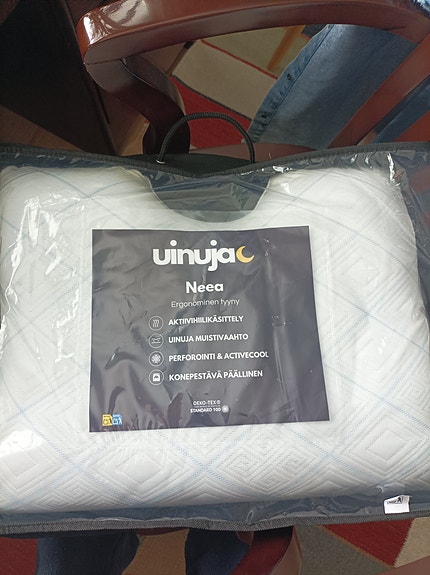 uinuja
Neea
Ergonominen tyyny
AKTIIVIHIILIKÄSITTELY
UINUJA MUISTIVAAHTO
PERFOROINTI & ACTIVECOOL
KONEPESTÄVÄ PÄÄLLINEN
OEKO-TEX®
STANDARD 100